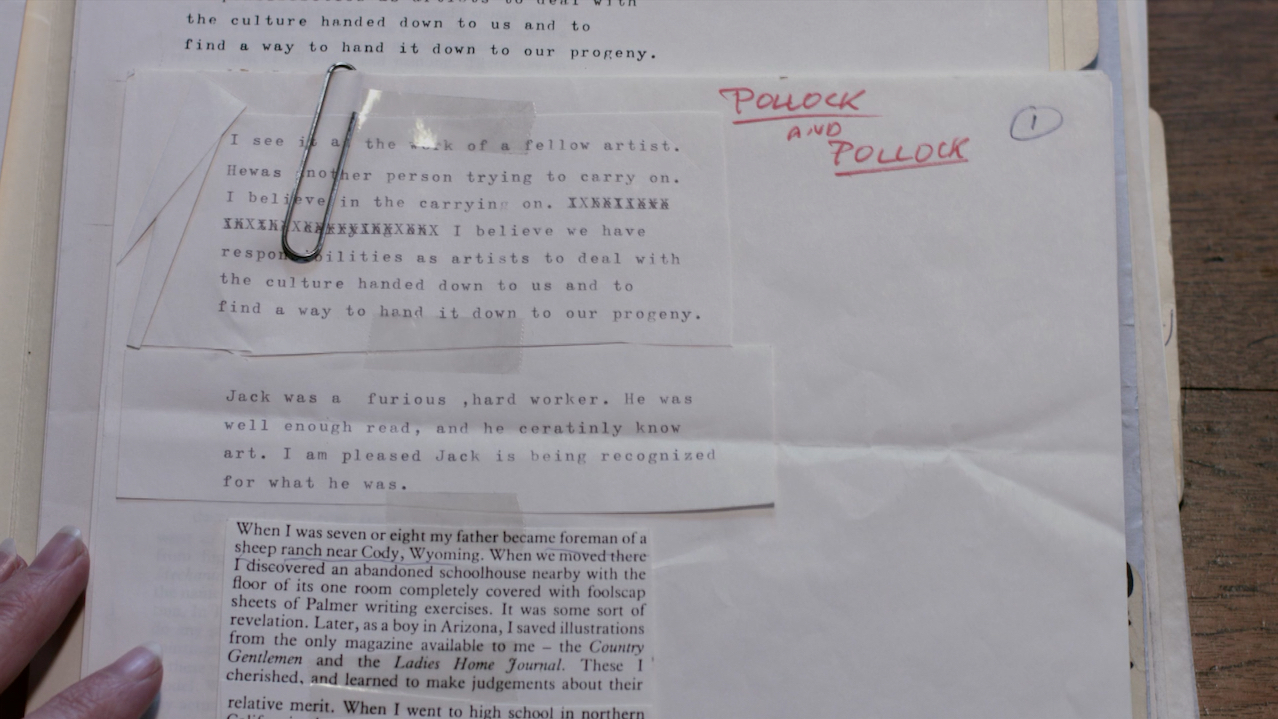 the culture handed down to us and to
find a way to hand it down to our progeny.
POLLOCK
AND
POLLOCK
1
I see it as the work of a fellow artist.
Hewas another person trying to carry on.
I believe in the carrying on.
I believe we have
responsibilities as artists to deal with
the culture handed down to us and to
find a way to hand it down to our progeny.
Jack was a furious ,hard worker. He was
well enough read, and he ceratinly know
art. I am pleased Jack is being recognized
for what he was.
When I was seven or eight my father became foreman of a
sheep ranch near Cody, Wyoming. When we moved there
I discovered an abandoned schoolhouse nearby with the
floor of its one room completely covered with foolscap
sheets of Palmer writing exercises. It was some sort of
revelation. Later, as a boy in Arizona, I saved illustrations
from the only magazine available to me – the Country
Gentlemen and the Ladies Home Journal. These I
cherished, and learned to make judgements about their
relative merit. When I went to high school in northern